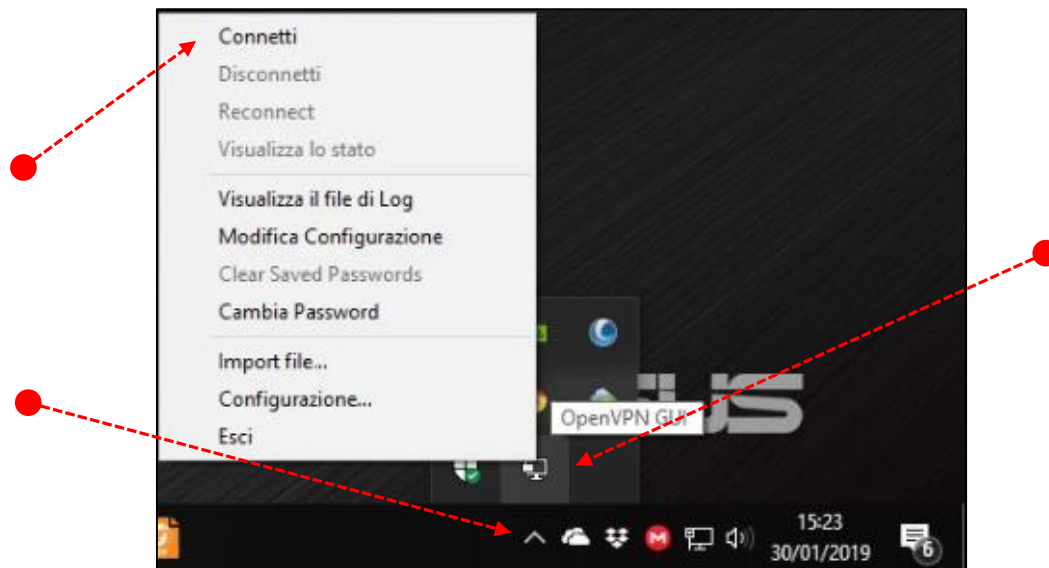 Connetti
Disconnetti
Reconnect
Visualizza lo stato
Visualizza il file di Log
Modifica Configurazione
Clear Saved Passwords
Cambia Password
Import file...
Configurazione...
Esci
OpenVPN GUI
15:23
30/01/2019
6